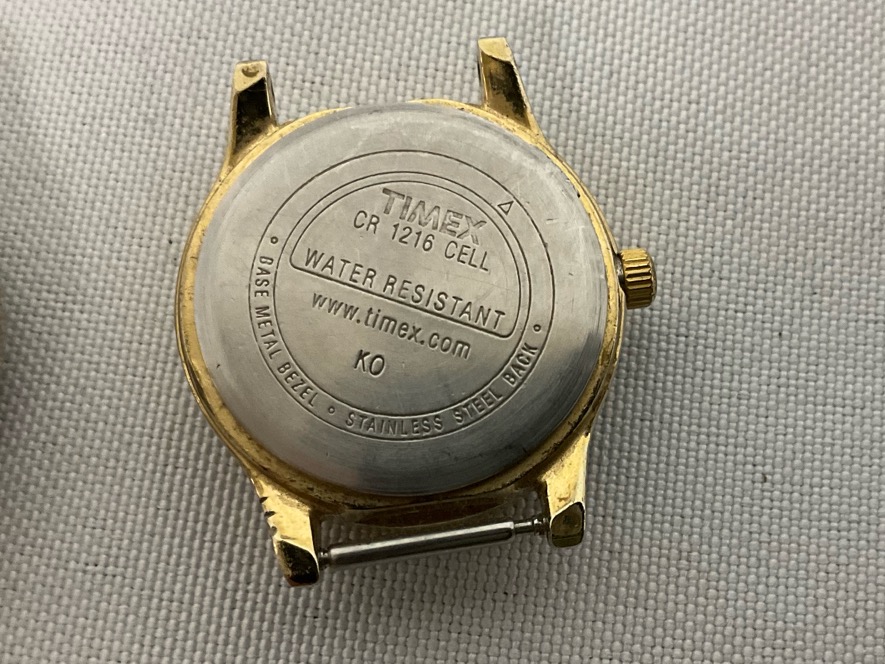 TIMEX
CR 1216 CELL
WATER RESISTANT
www.timex.com
KO
BASE METAL BEZEL • STAINLESS STEEL BACK